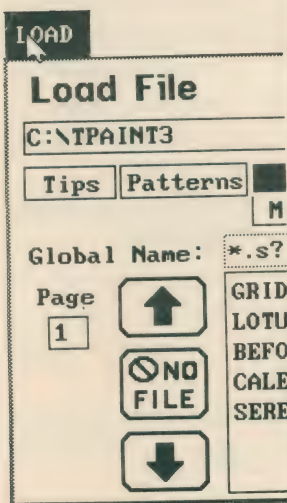 LOAD
Load File
C:\TPAINT3
Tips Patterns
M
Global Name: *.s?
Page
1
NO
FILE
GRID
LOTU
BEFO
CALE
SERE